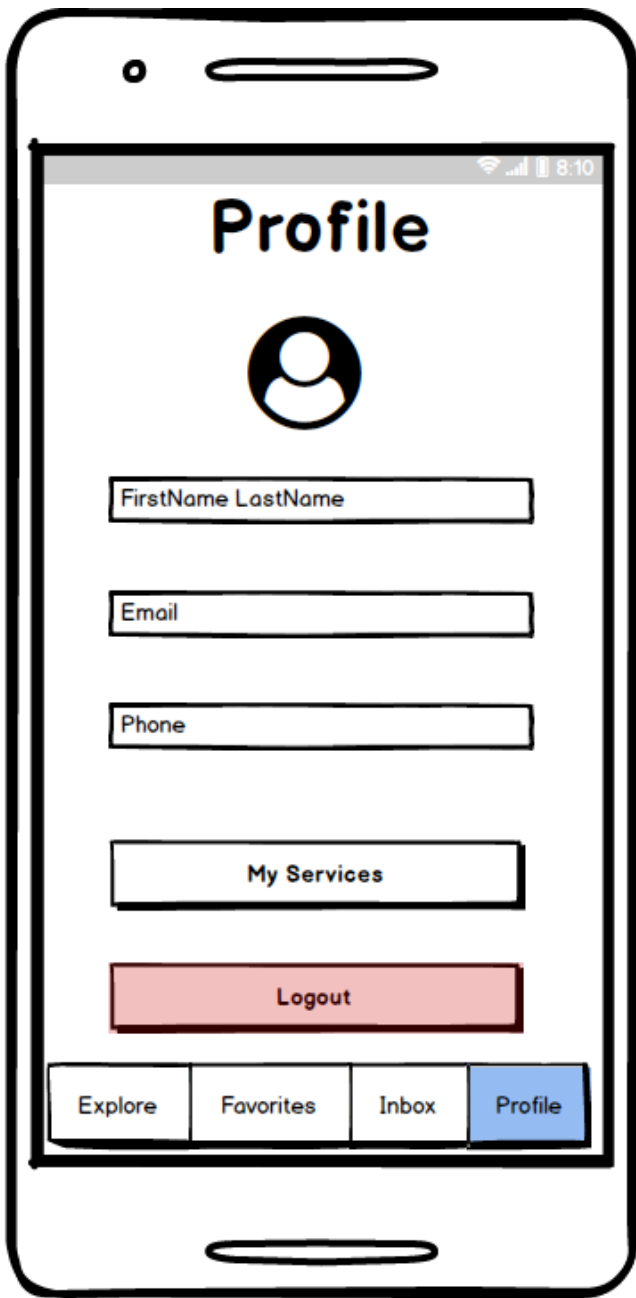 8:10
Profile
FirstName LastName
Email
Phone
My Services
Logout
Explore Favorites Inbox Profile